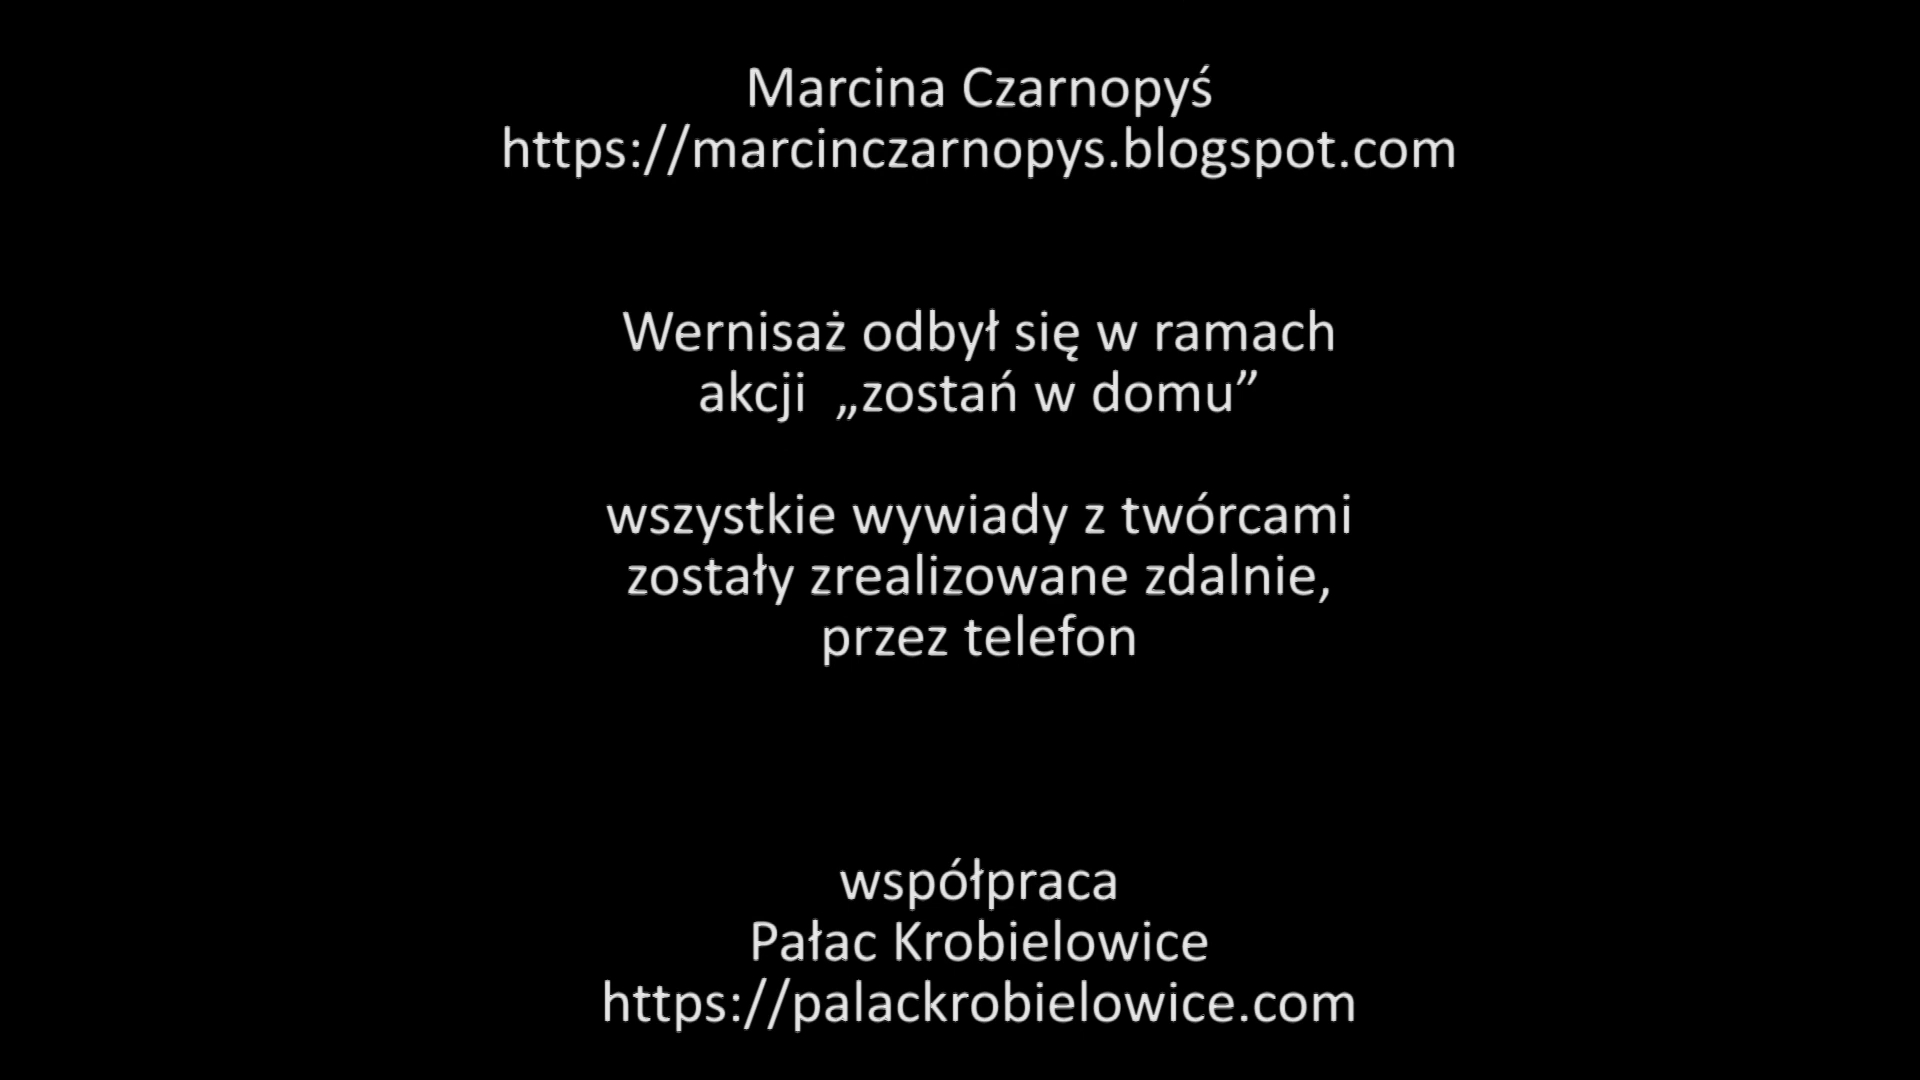 Marcina Czarnopyś
https://marcinczarnopys.blogspot.com
Wernisaż odbył się w ramach
akcji „zostań w domu”
wszystkie wywiady z twórcami
zostały zrealizowane zdalnie,
przez telefon
współpraca
Pałac Krobielowice
https://palackrobielowice.com